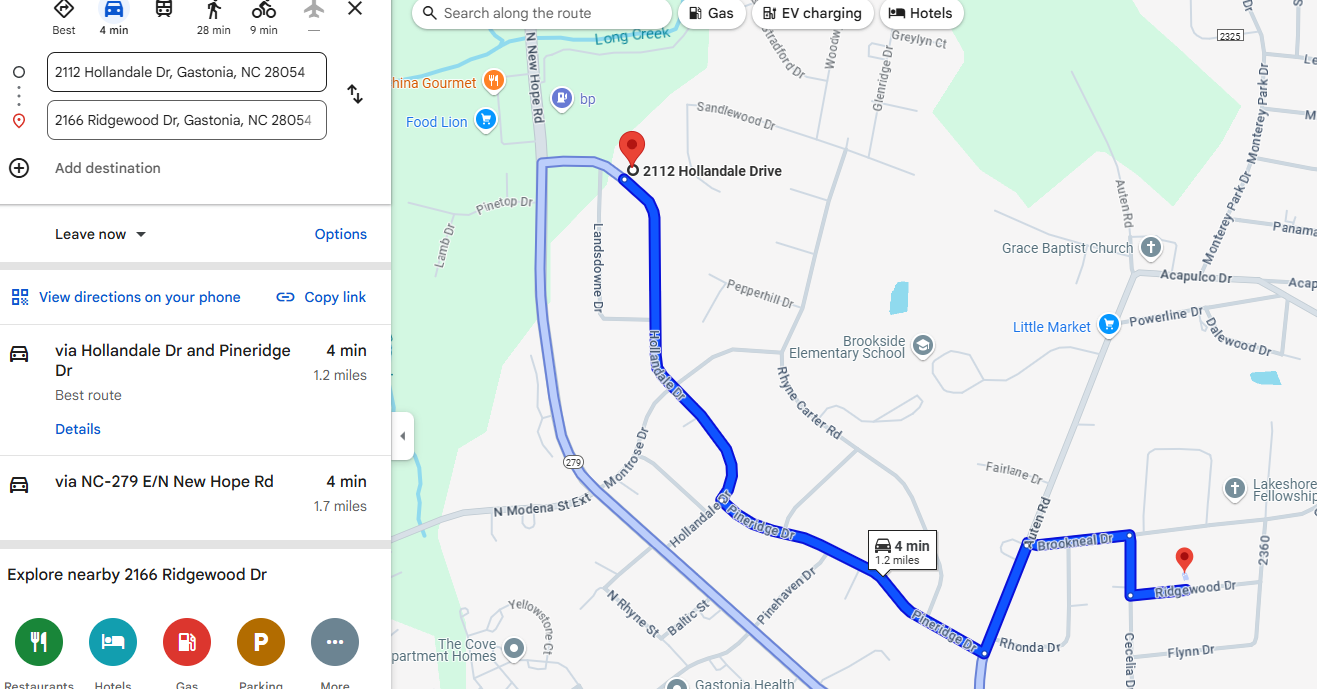 Best
4 min
28 min
9 min
—
2112 Hollandale Dr, Gastonia, NC 28054
2166 Ridgewood Dr, Gastonia, NC 28054
Add destination
Leave now
Options
View directions on your phone
Copy link
via Hollandale Dr and Pineridge
Dr
4 min
1.2 miles
Best route
Details
via NC-279 E/N New Hope Rd
4 min
1.7 miles
Explore nearby 2166 Ridgewood Dr
Restaurants
Hotels
Gas
P
Parking
More
Search along the route
Gas
EV charging
Hotels
Long Creek
Greylyn Ct
2325
N New Hope Rd
Stradford Dr
Woodw
Glenridge Dr
hina Gourmet
bp
Food Lion
Sandlewood Dr
Monterey Park Dr
2112 Hollandale Drive
Auten Rd
Pinetop Dr
Lamb Dr
Landsdowne Dr
Monterey Park Dr
Panama
Grace Baptist Church
Acapulco Dr
Acap
Pepperhill Dr
Little Market
Powerline Dr
Dalewood Dr
Brookside
Elementary School
Hollandale Dr
Rhyne Carter Rd
Montrose Dr
279
Fairlane Dr
Lakeshore
Fellowship
N Modena St Ext
Auten Rd
Hollandale Dr
Pineridge Dr
Brookneal Dr
2360
4 min
1.2 miles
Ridgewood Dr
Pinehaven Dr
N Rhyne St
Baltic St
Yellowstone Ct
Pineridge Dr
Rhonda Dr
Flynn Dr
Cecelia D
The Cove
partment Homes
Gastonia Health